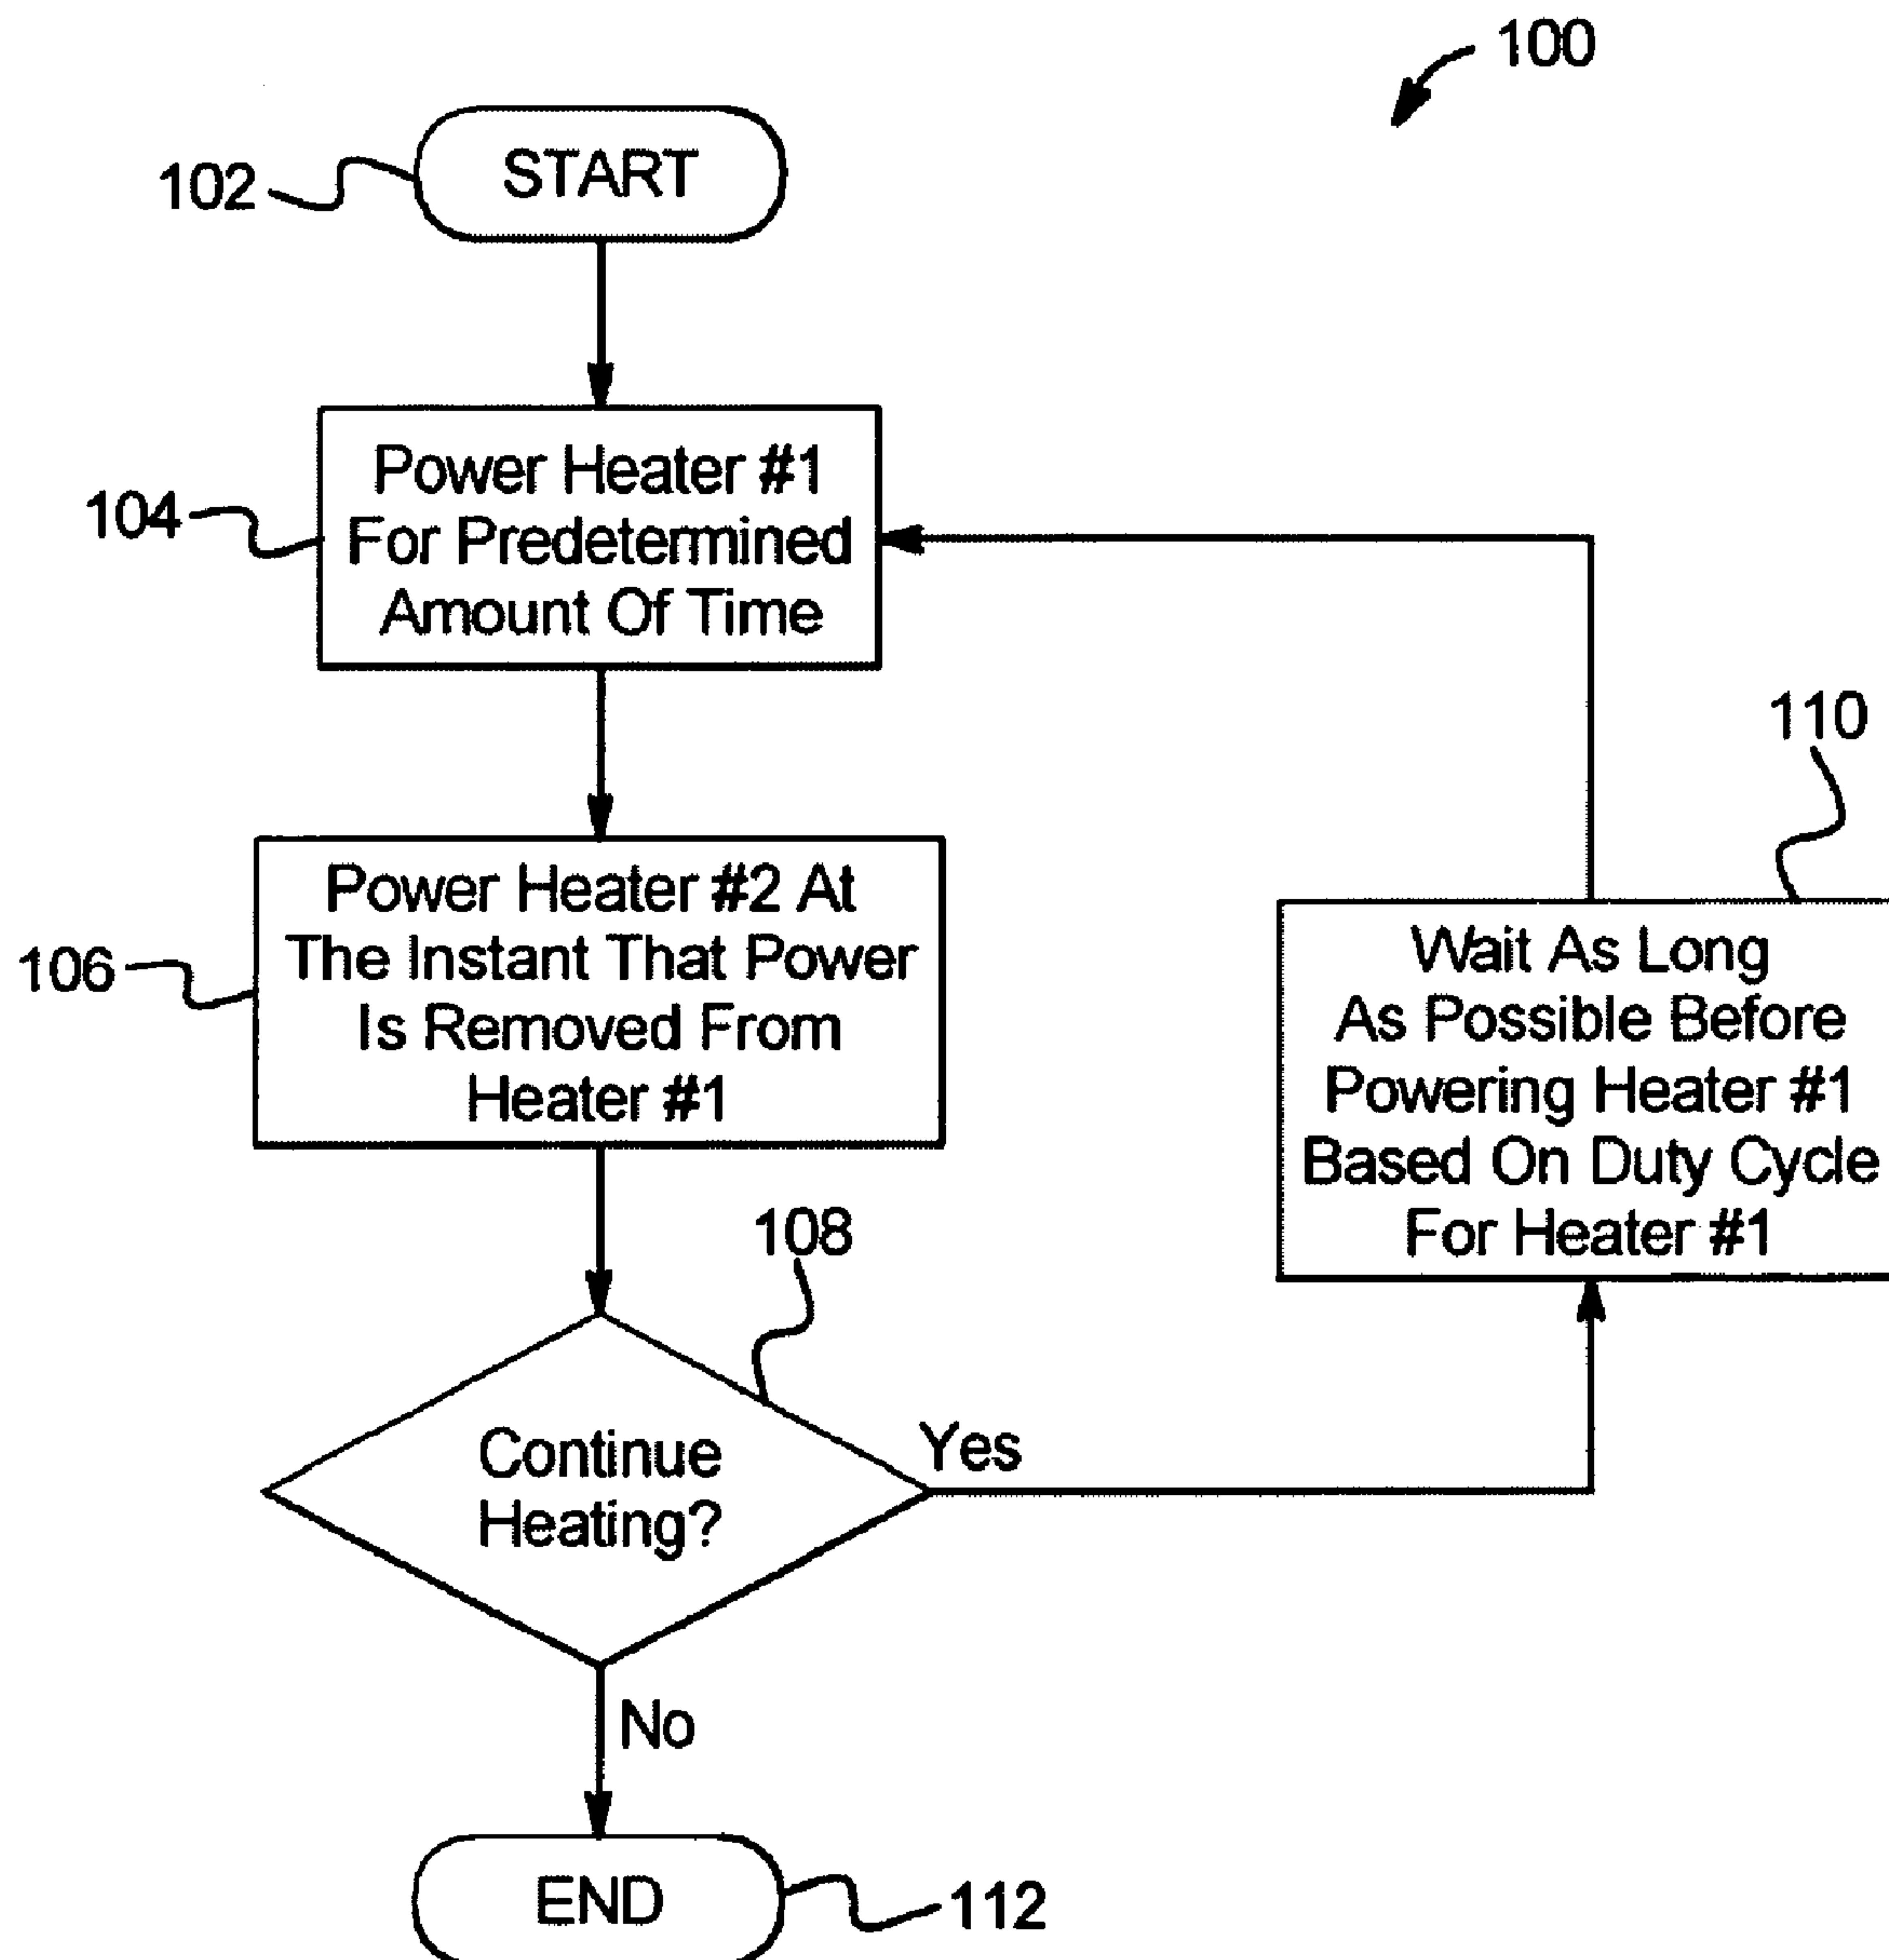 100
102
START
104
Power Heater #1
For Predetermined
Amount Of Time
106
Power Heater #2 At
The Instant That Power
Is Removed From
Heater #1
108
Continue
Heating?
Yes
110
Wait As Long
As Possible Before
Powering Heater #1
Based On Duty Cycle
For Heater #1
No
END
112